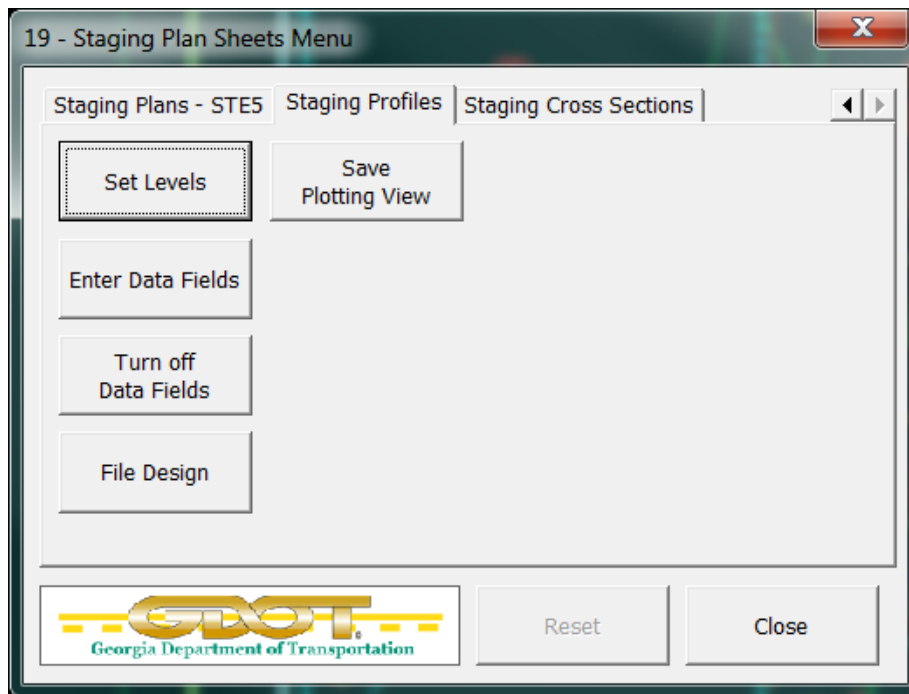 19 - Staging Plan Sheets Menu
X
Staging Plans - STE5
Staging Profiles
Staging Cross Sections
Set Levels
Save
Plotting View
Enter Data Fields
Turn off
Data Fields
File Design
GDOT
Georgia Department of Transportation
Reset
Close